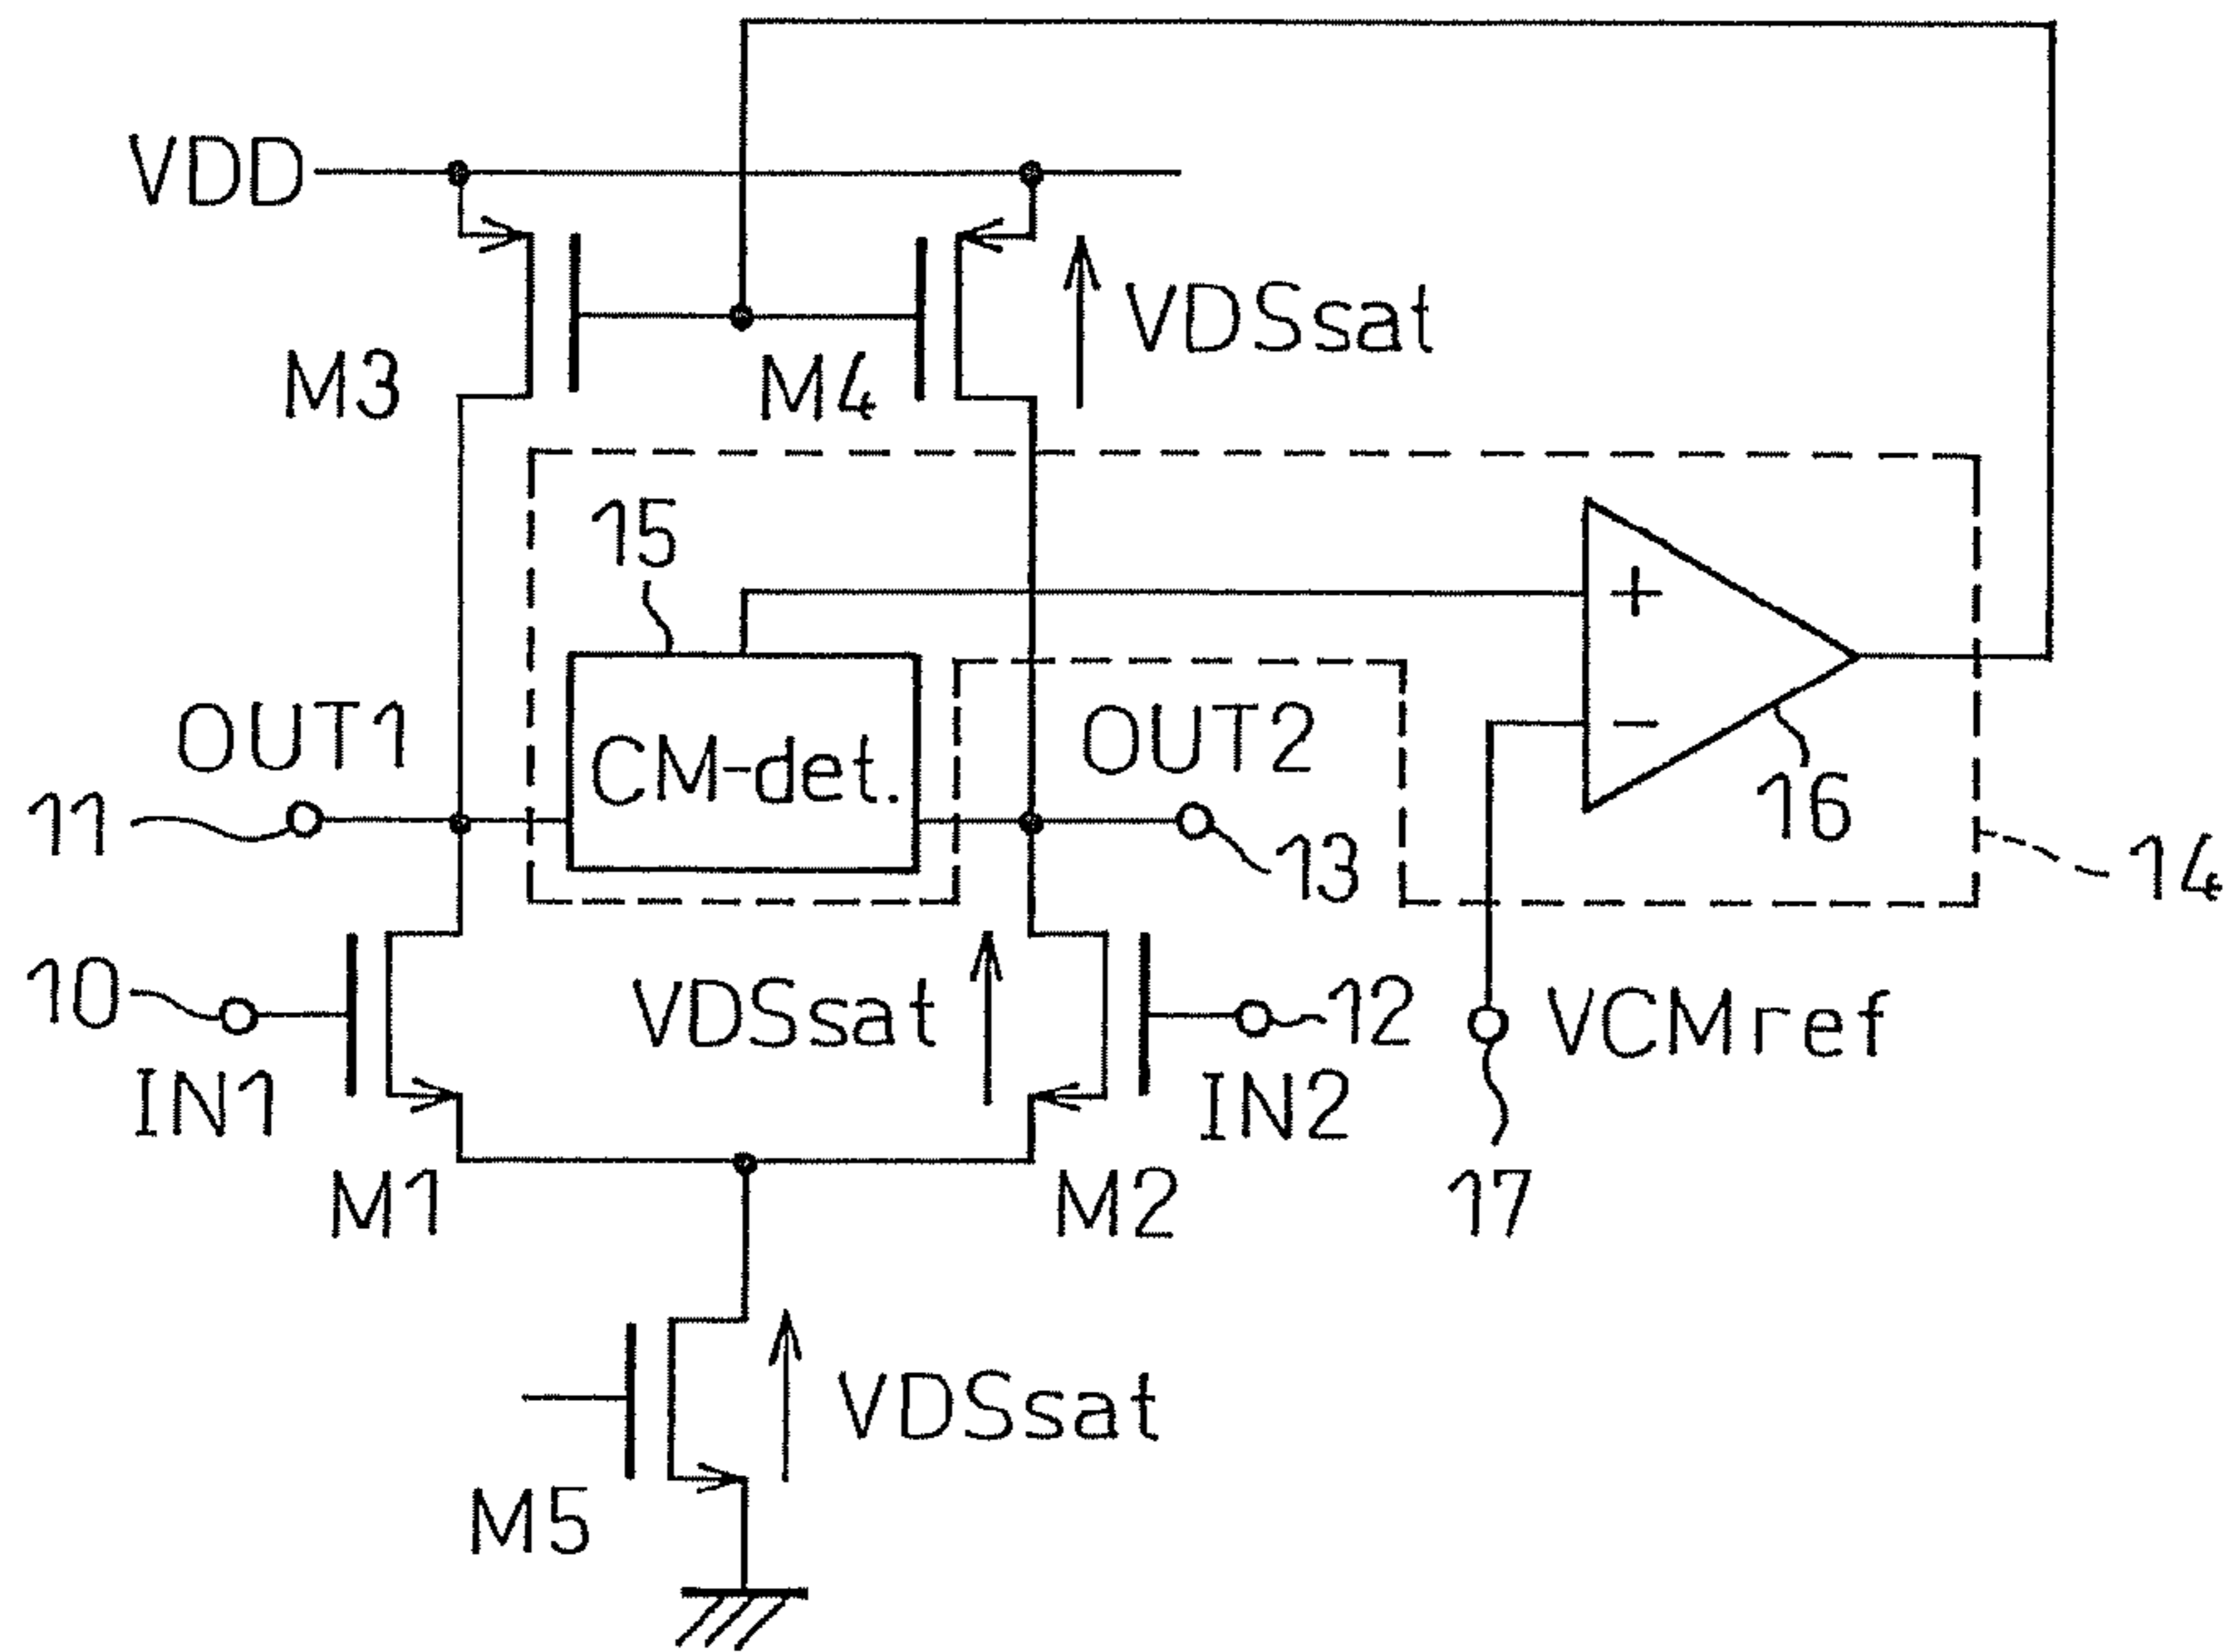 VDD
VDSsat
M3
M4
15
+
OUT1
CM-det.
OUT2
−
11
16
13
14
10
VDSsat
12
VCMref
IN1
IN2
M1
M2
17
VDSsat
M5